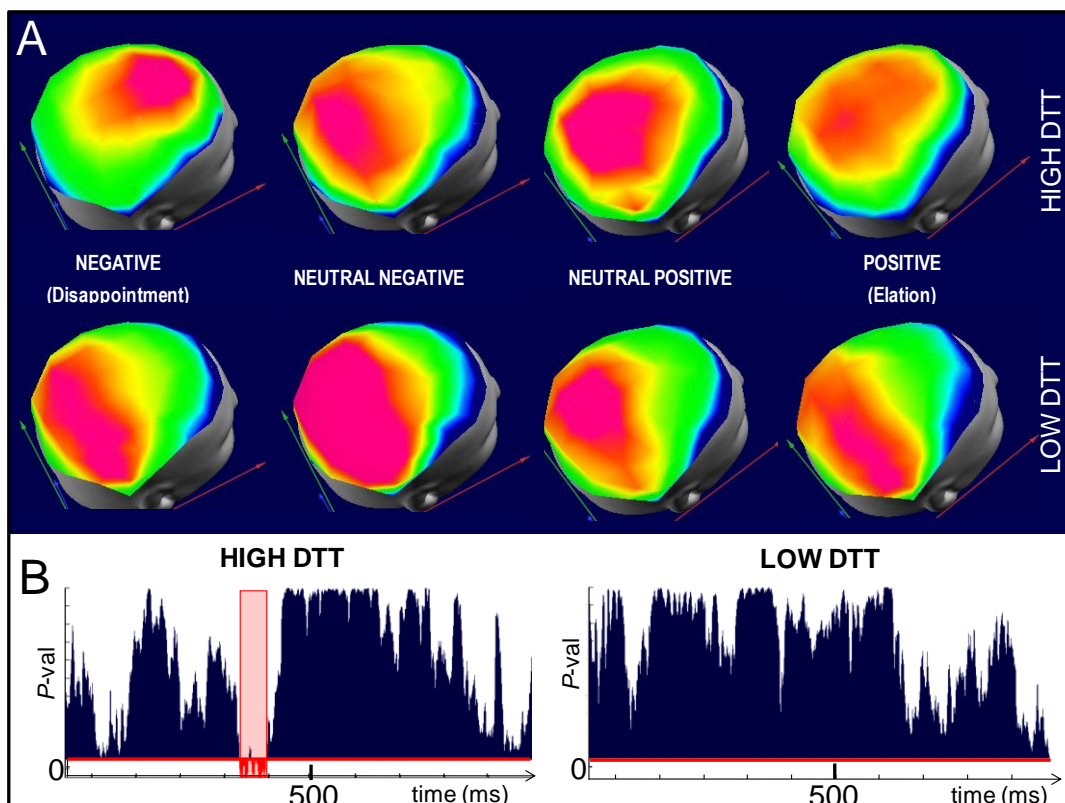 A
HIGH DTT
NEGATIVE
(Disappointment)
NEUTRAL NEGATIVE
NEUTRAL POSITIVE
POSITIVE
(Elation)
LOW DTT
B
HIGH DTT
LOW DTT
P-val
P-val
0
500
time (ms)
0
500
time (ms)